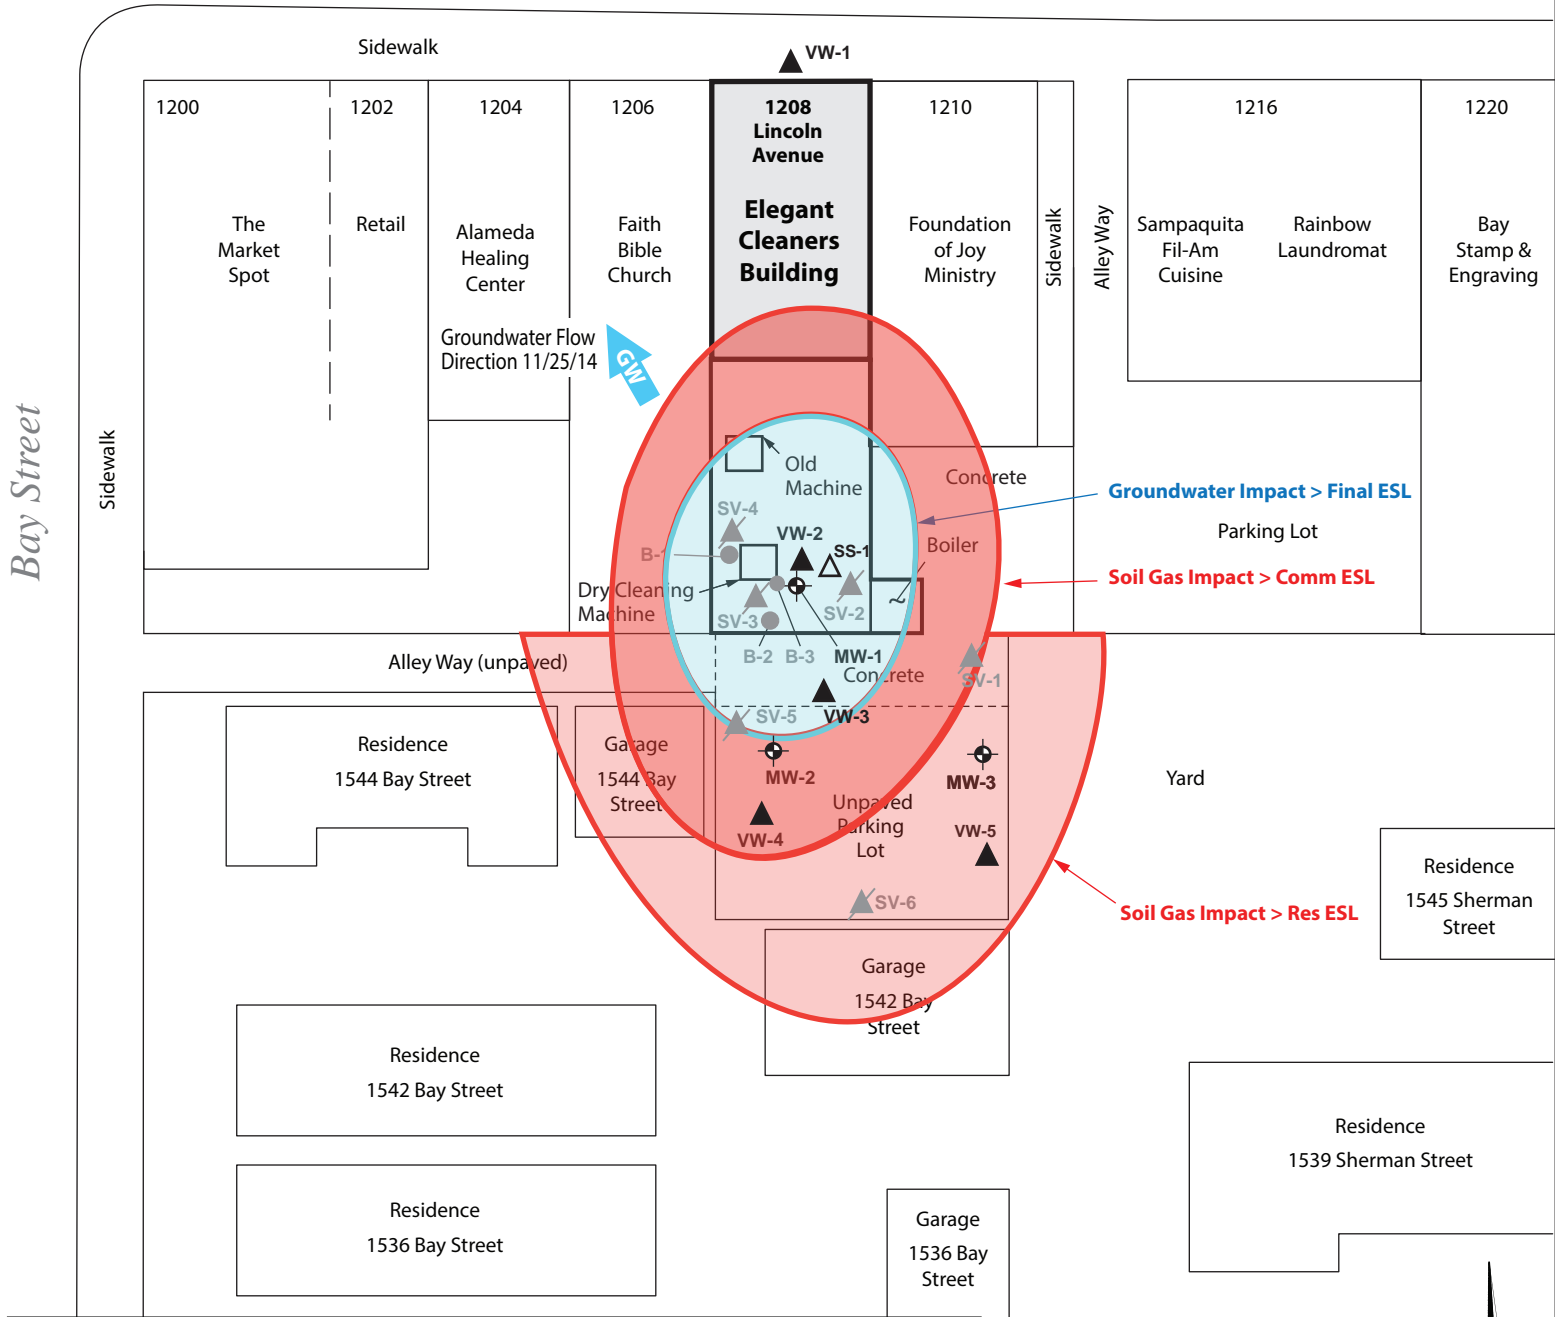 Sidewalk
VW-1
1200
1202
1204
1206
1208
Lincoln
Avenue
1210
1216
1220
The
Market
Spot
Retail
Alameda
Healing
Center
Faith
Bible
Church
Elegant
Cleaners
Building
Foundation
of Joy
Ministry
Sidewalk
Alley Way
Sampaquita
Fil-Am
Cuisine
Rainbow
Laundromat
Bay
Stamp &
Engraving
Groundwater Flow
Direction 11/25/14
GW
Bay Street
Sidewalk
Old
Machine
Concrete
Groundwater Impact > Final ESL
Parking Lot
SV-4
VW-2
SS-1
Boiler
B-1
Soil Gas Impact > Comm ESL
Dry Cleaning
Machine
SV-3
SV-2
B-2
B-3
MW-1
Alley Way (unpaved)
Concrete
SV-1
SV-5
VW-3
Residence
1544 Bay Street
Garage
1544 Bay
Street
MW-2
MW-3
Yard
Unpaved
Parking
Lot
VW-4
VW-5
Residence
1545 Sherman
Street
SV-6
Soil Gas Impact > Res ESL
Garage
1542 Bay
Street
Residence
1542 Bay Street
Residence
1539 Sherman Street
Residence
1536 Bay Street
Garage
1536 Bay
Street